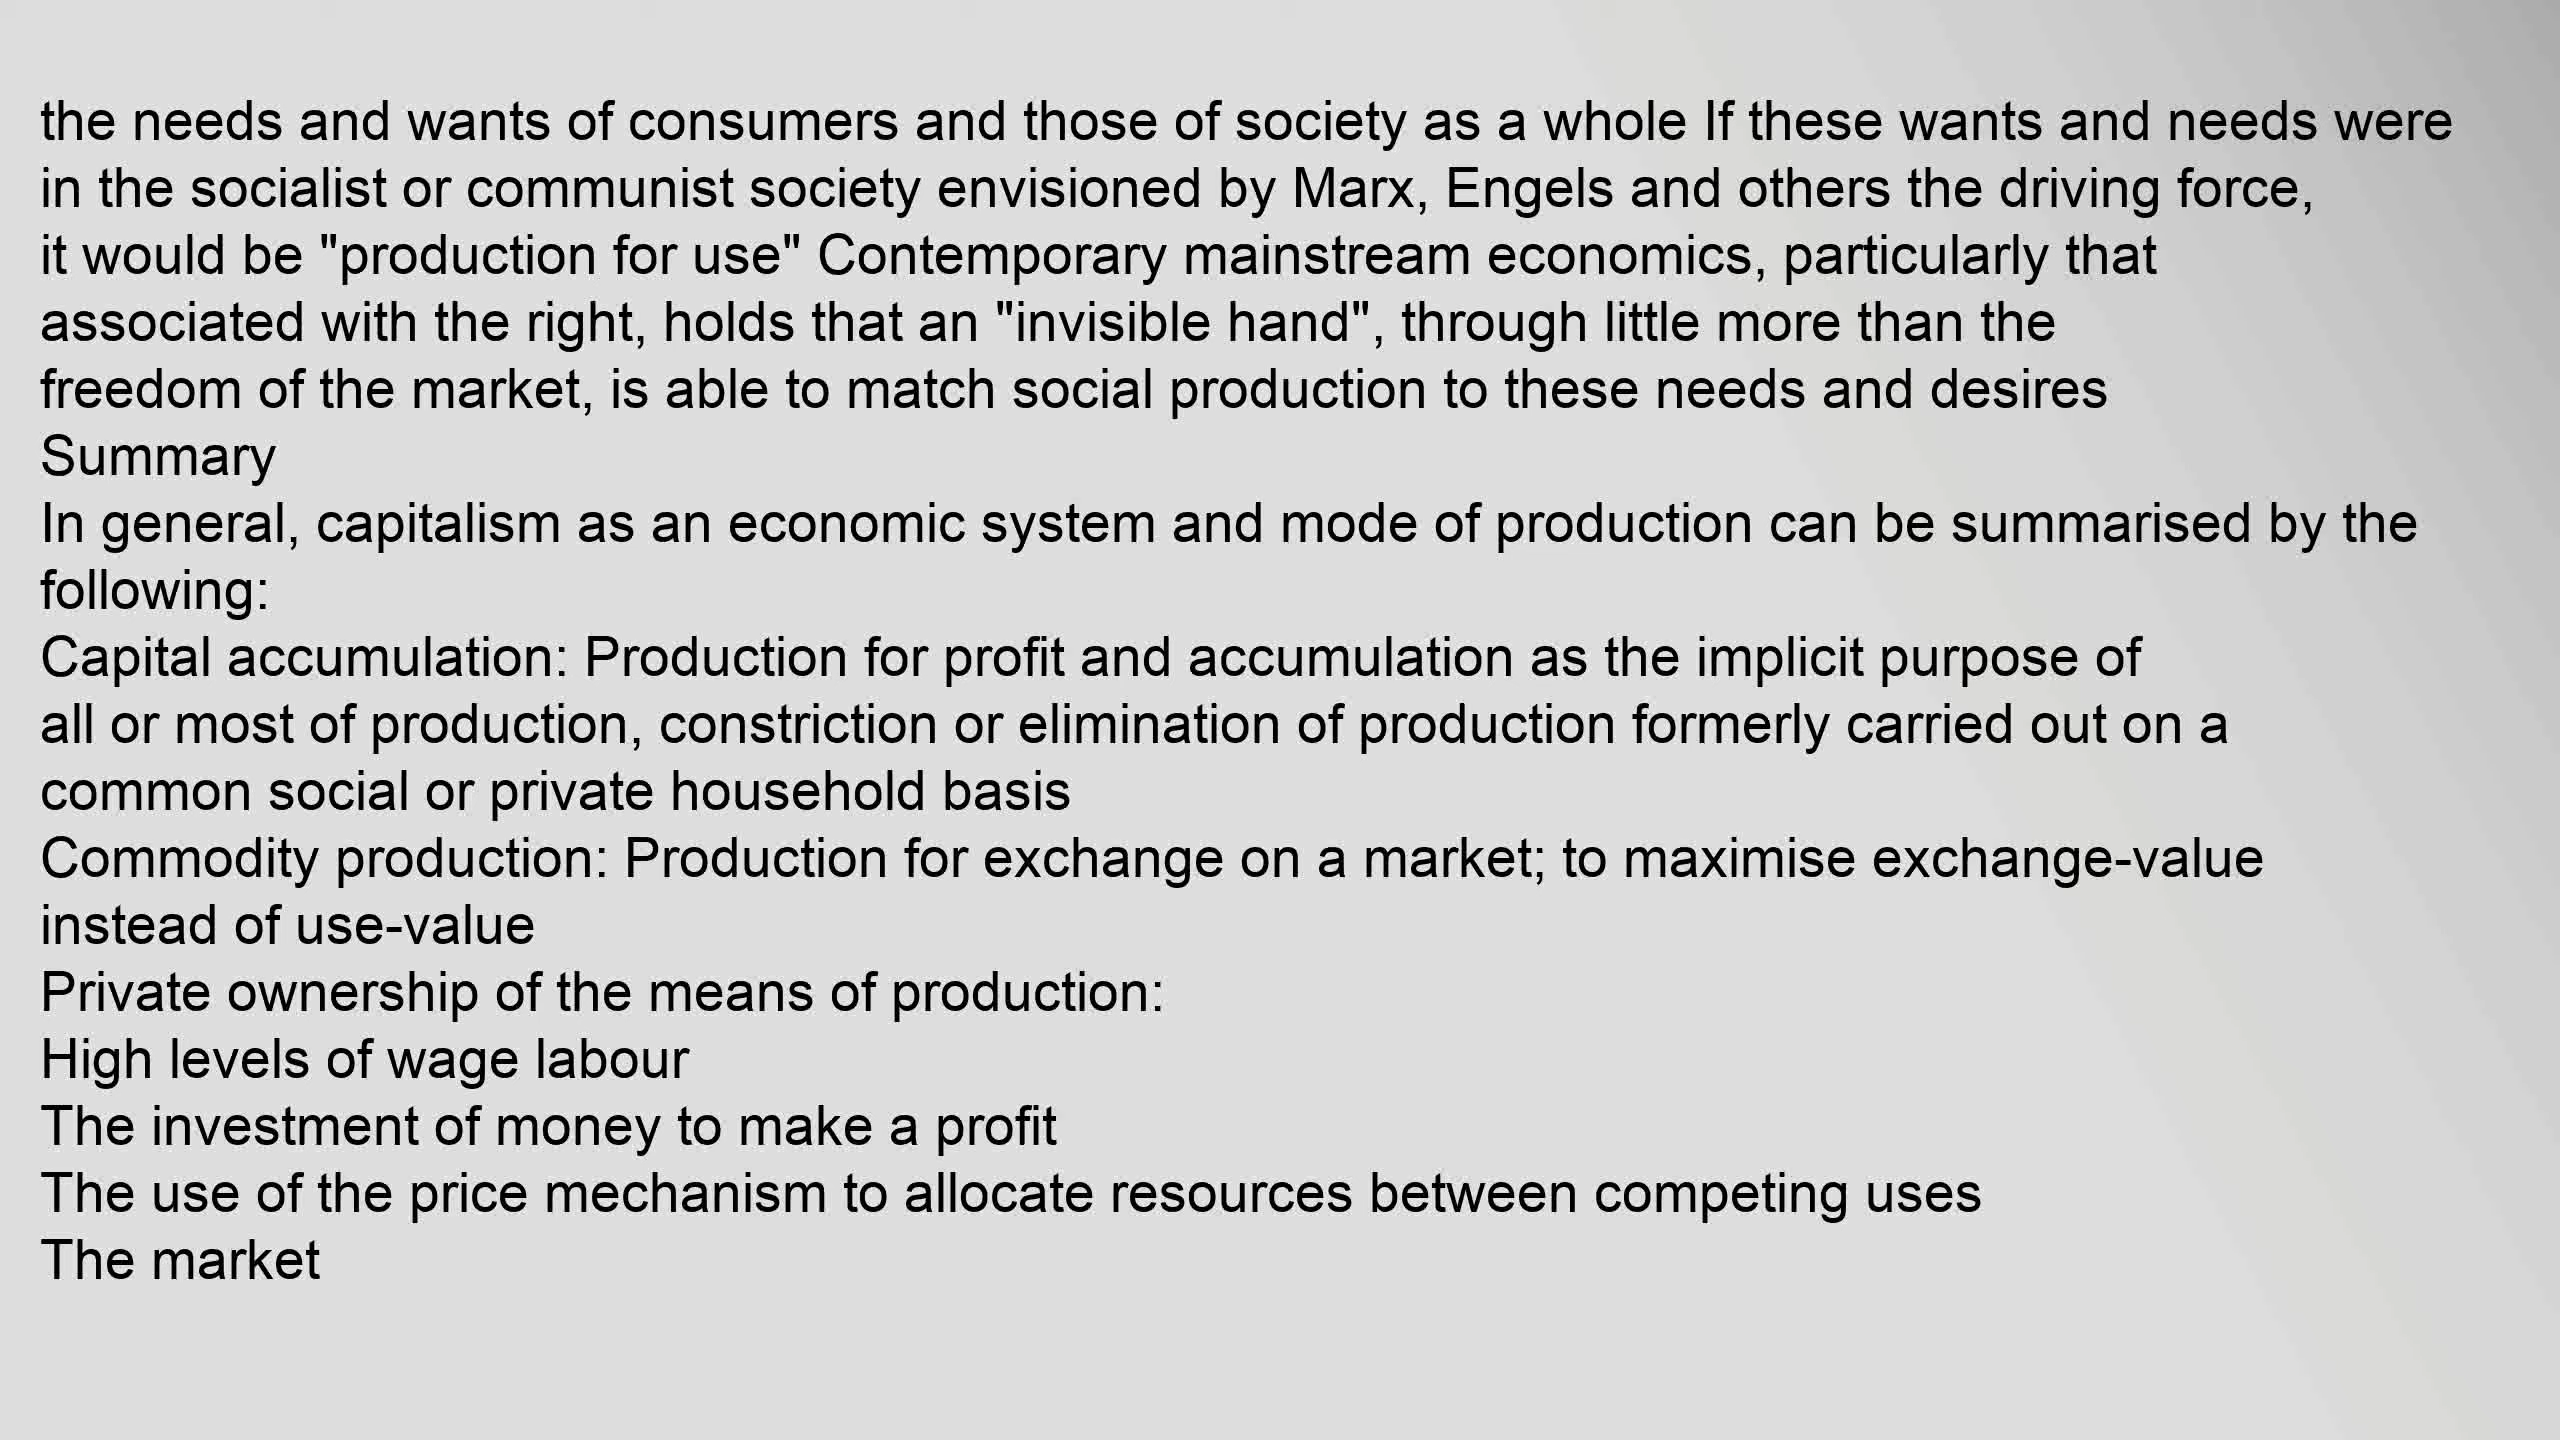 the needs and wants of consumers and those of society as a whole If these wants and needs were
in the socialist or communist society envisioned by Marx, Engels and others the driving force,
it would be "production for use" Contemporary mainstream economics, particularly that
associated with the right, holds that an "invisible hand", through little more than the
freedom of the market, is able to match social production to these needs and desires
Summary
In general, capitalism as an economic system and mode of production can be summarised by the
following:
Capital accumulation: Production for profit and accumulation as the implicit purpose of
all or most of production, constriction or elimination of production formerly carried out on a
common social or private household basis
Commodity production: Production for exchange on a market; to maximise exchange-value
instead of use-value
Private ownership of the means of production:
High levels of wage labour
The investment of money to make a profit
The use of the price mechanism to allocate resources between competing uses
The market